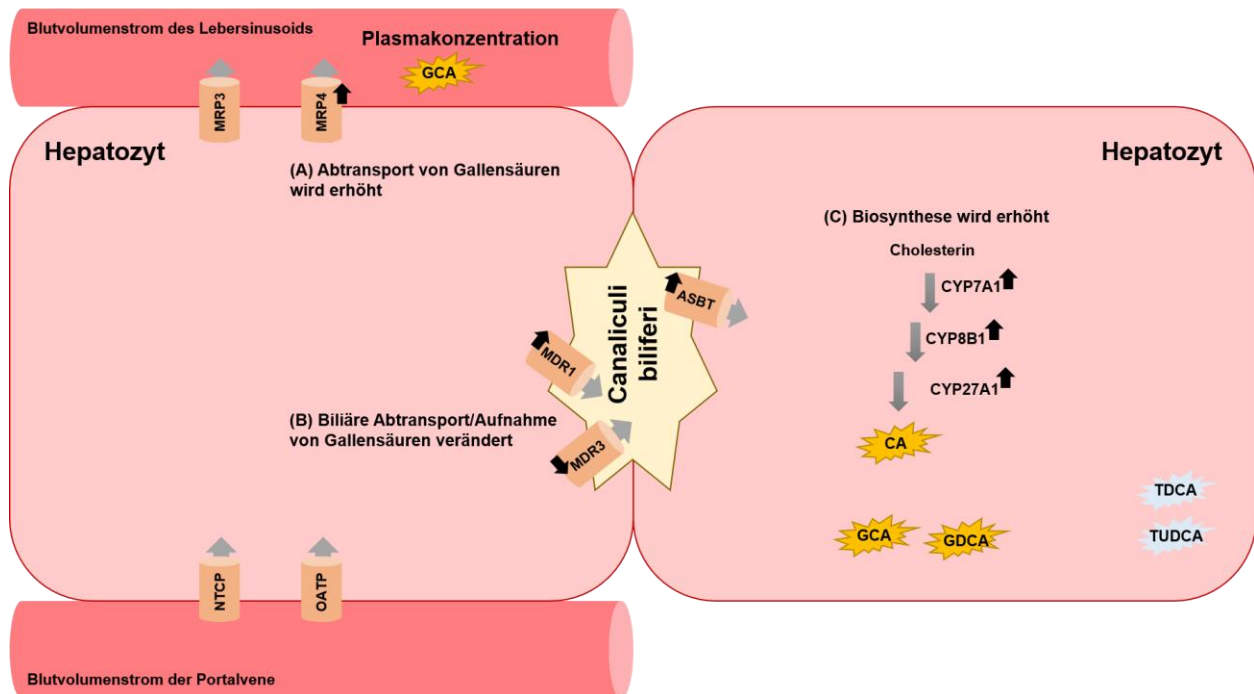 Blutvolumenstrom des Lebersinusoids
Plasmakonzentration
GCA
MRP3
MRP4
Hepatozyt
(A) Abtransport von Gallensäuren
wird erhöht
(B) Biliäre Abtransport/Aufnahme
von Gallensäuren verändert
MDR1
MDR3
Canaliculi
biliferi
ASBT
NTCP
OATP
Blutvolumenstrom der Portalvene
Hepatozyt
(C) Biosynthese wird erhöht
Cholesterin
CYP7A1
CYP8B1
CYP27A1
CA
GCA
GDCA
TDCA
TUDCA